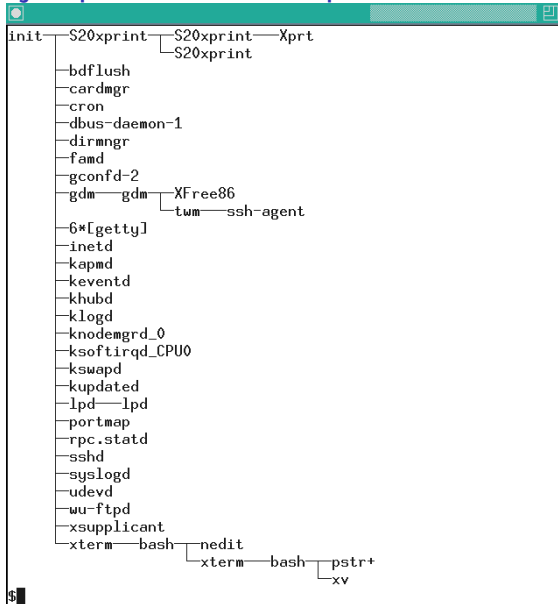 init─┬─S20xprint─┬─S20xprint───Xprt
     │           └─S20xprint
     ├─bdflush
     ├─cardmgr
     ├─cron
     ├─dbus-daemon-1
     ├─dirmngr
     ├─famd
     ├─gconfd-2
     ├─gdm───gdm─┬─XFree86
     │           └─twm───ssh-agent
     ├─6*[getty]
     ├─inetd
     ├─kapmd
     ├─keventd
     ├─khubd
     ├─klogd
     ├─knodemgrd_0
     ├─ksoftirqd_CPU0
     ├─kswapd
     ├─kupdated
     ├─lpd───lpd
     ├─portmap
     ├─rpc.statd
     ├─sshd
     ├─syslogd
     ├─udevd
     ├─wu-ftpd
     ├─xsupplicant
     └─xterm───bash─┬─nedit
                    └─xterm───bash─┬─pstr+
                                   └─xv
$